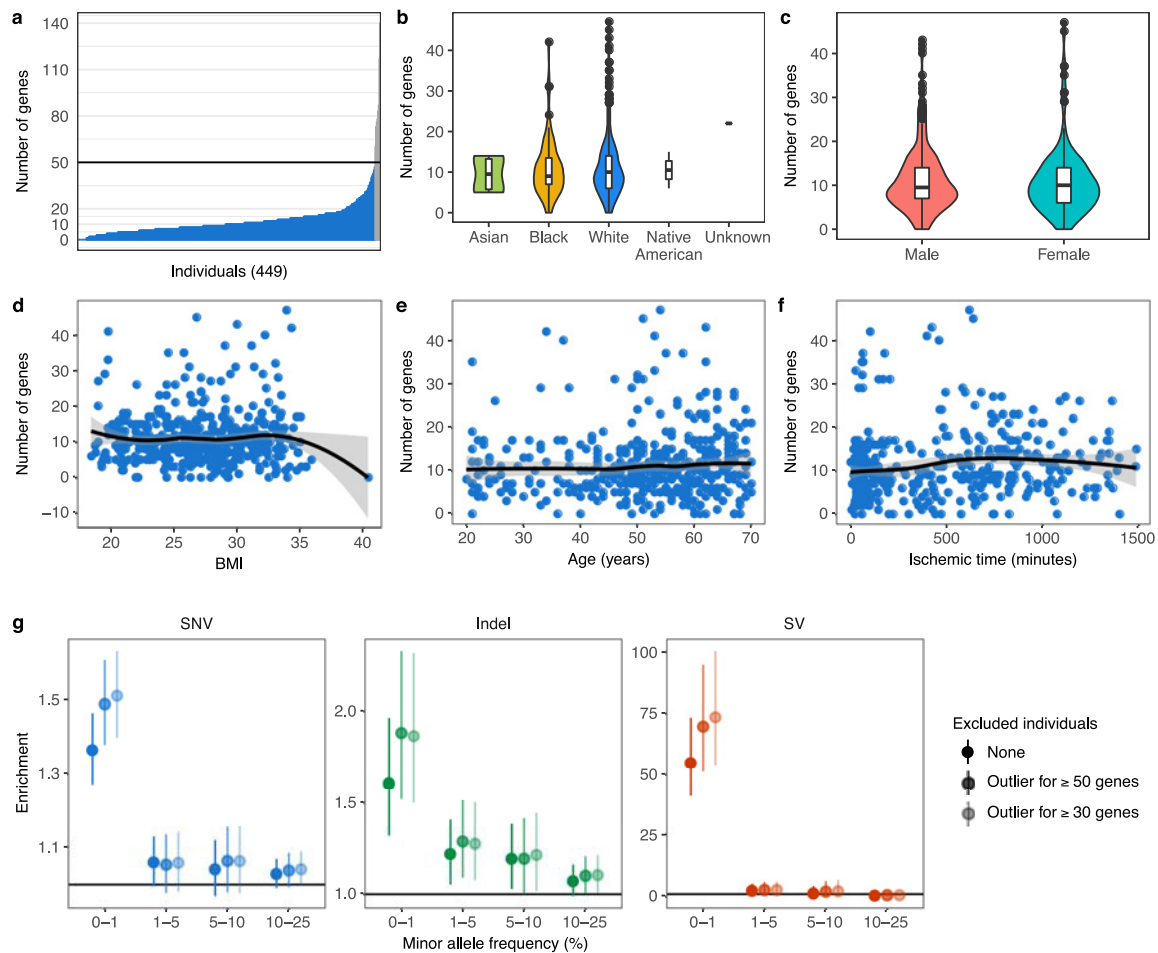 a
Number of genes
140
110
80
50
20
10
0
Individuals (449)
b
Number of genes
40
30
20
10
0
Asian
Black
White
Native
American
Unknown
c
Number of genes
40
30
20
10
0
Male
Female
d
Number of genes
40
30
20
10
0
−10
20
25
30
35
40
BMI
e
Number of genes
40
30
20
10
0
20
30
40
50
60
70
Age (years)
f
Number of genes
40
30
20
10
0
0
500
1000
1500
Ischemic time (minutes)
g
Enrichment
SNV
1.5
1.3
1.1
0–1
1–5
5–10
10–25
Indel
2.0
1.5
1.0
0–1
1–5
5–10
10–25
Minor allele frequency (%)
SV
100
75
50
25
0
0–1
1–5
5–10
10–25
Excluded individuals
None
Outlier for ≥ 50 genes
Outlier for ≥ 30 genes